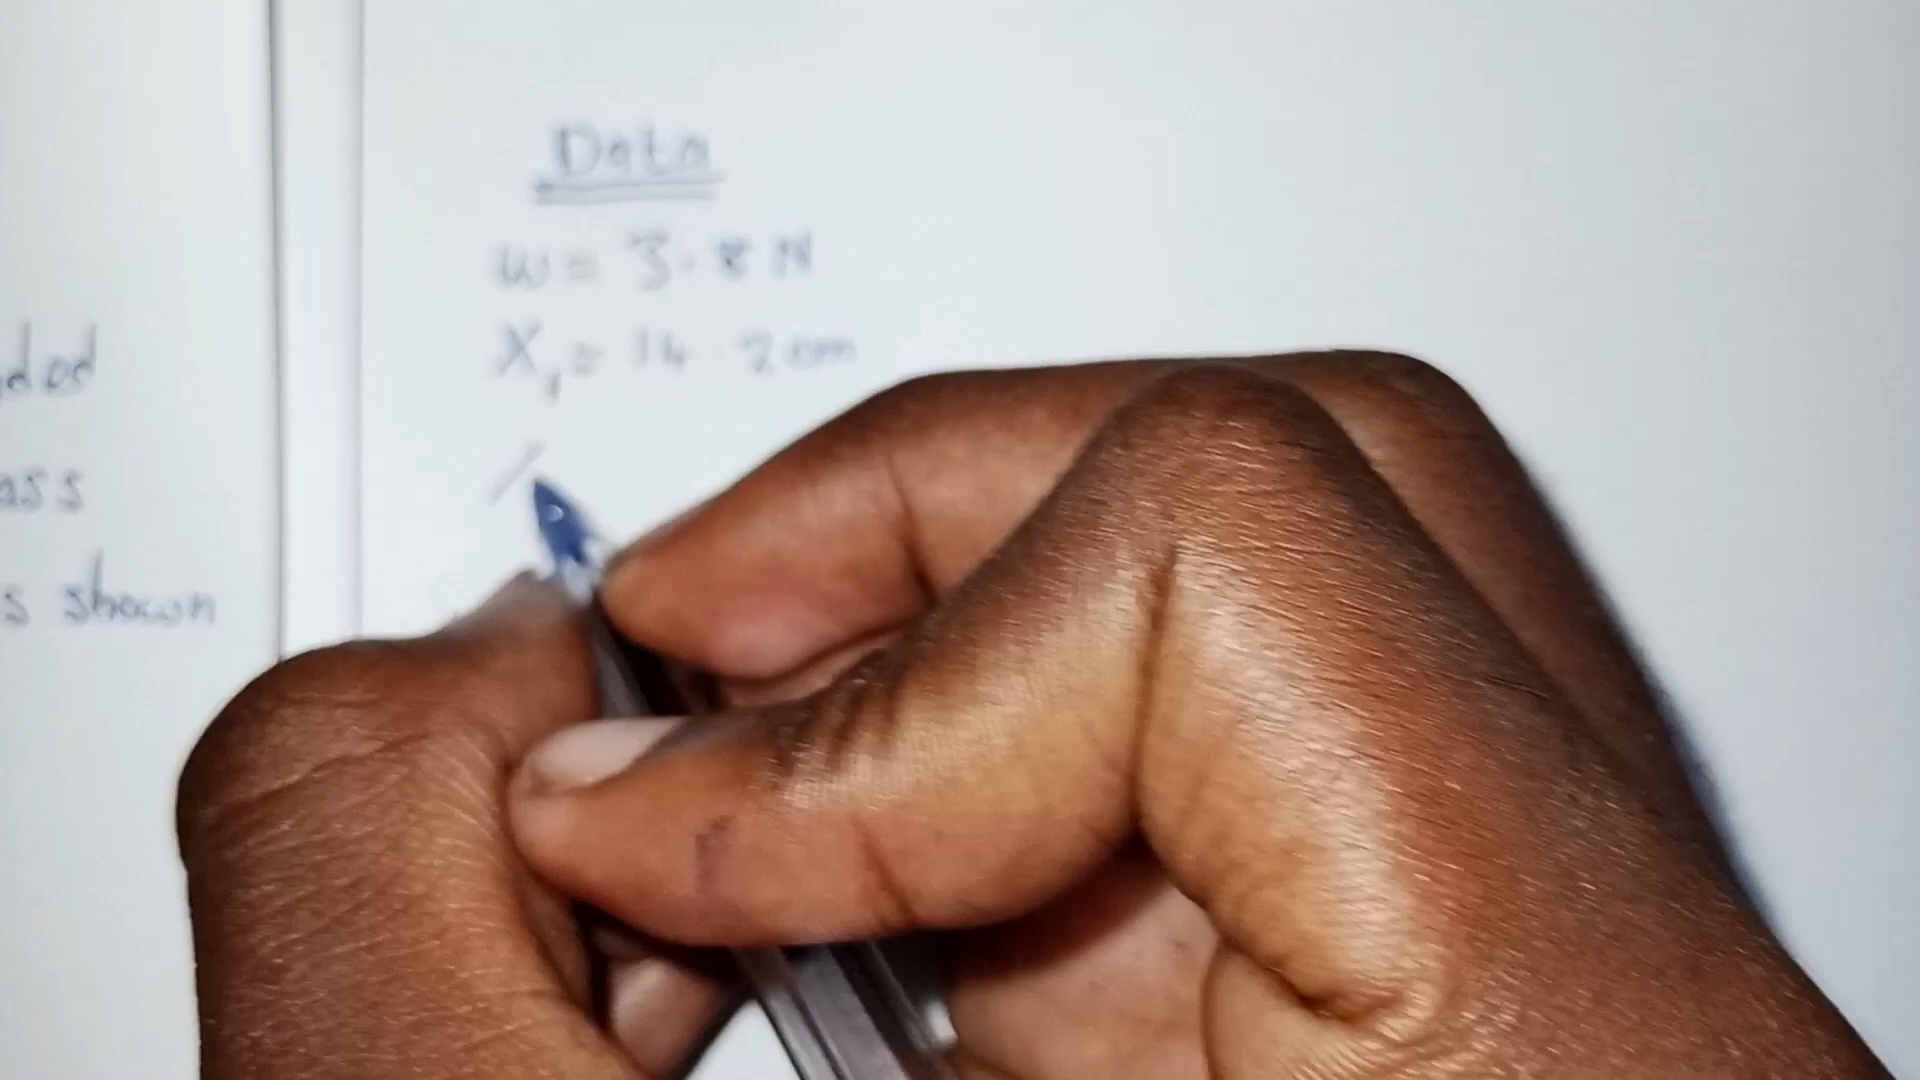 ded
ass
s shown
Data
W = 3.8 N
X₁ = 14.2 cm